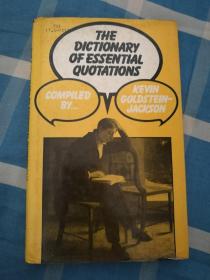 THE
DICTIONARY
OF ESSENTIAL
QUOTATIONS
COMPILED
BY...
KEVIN
GOLDSTEIN-
JACKSON